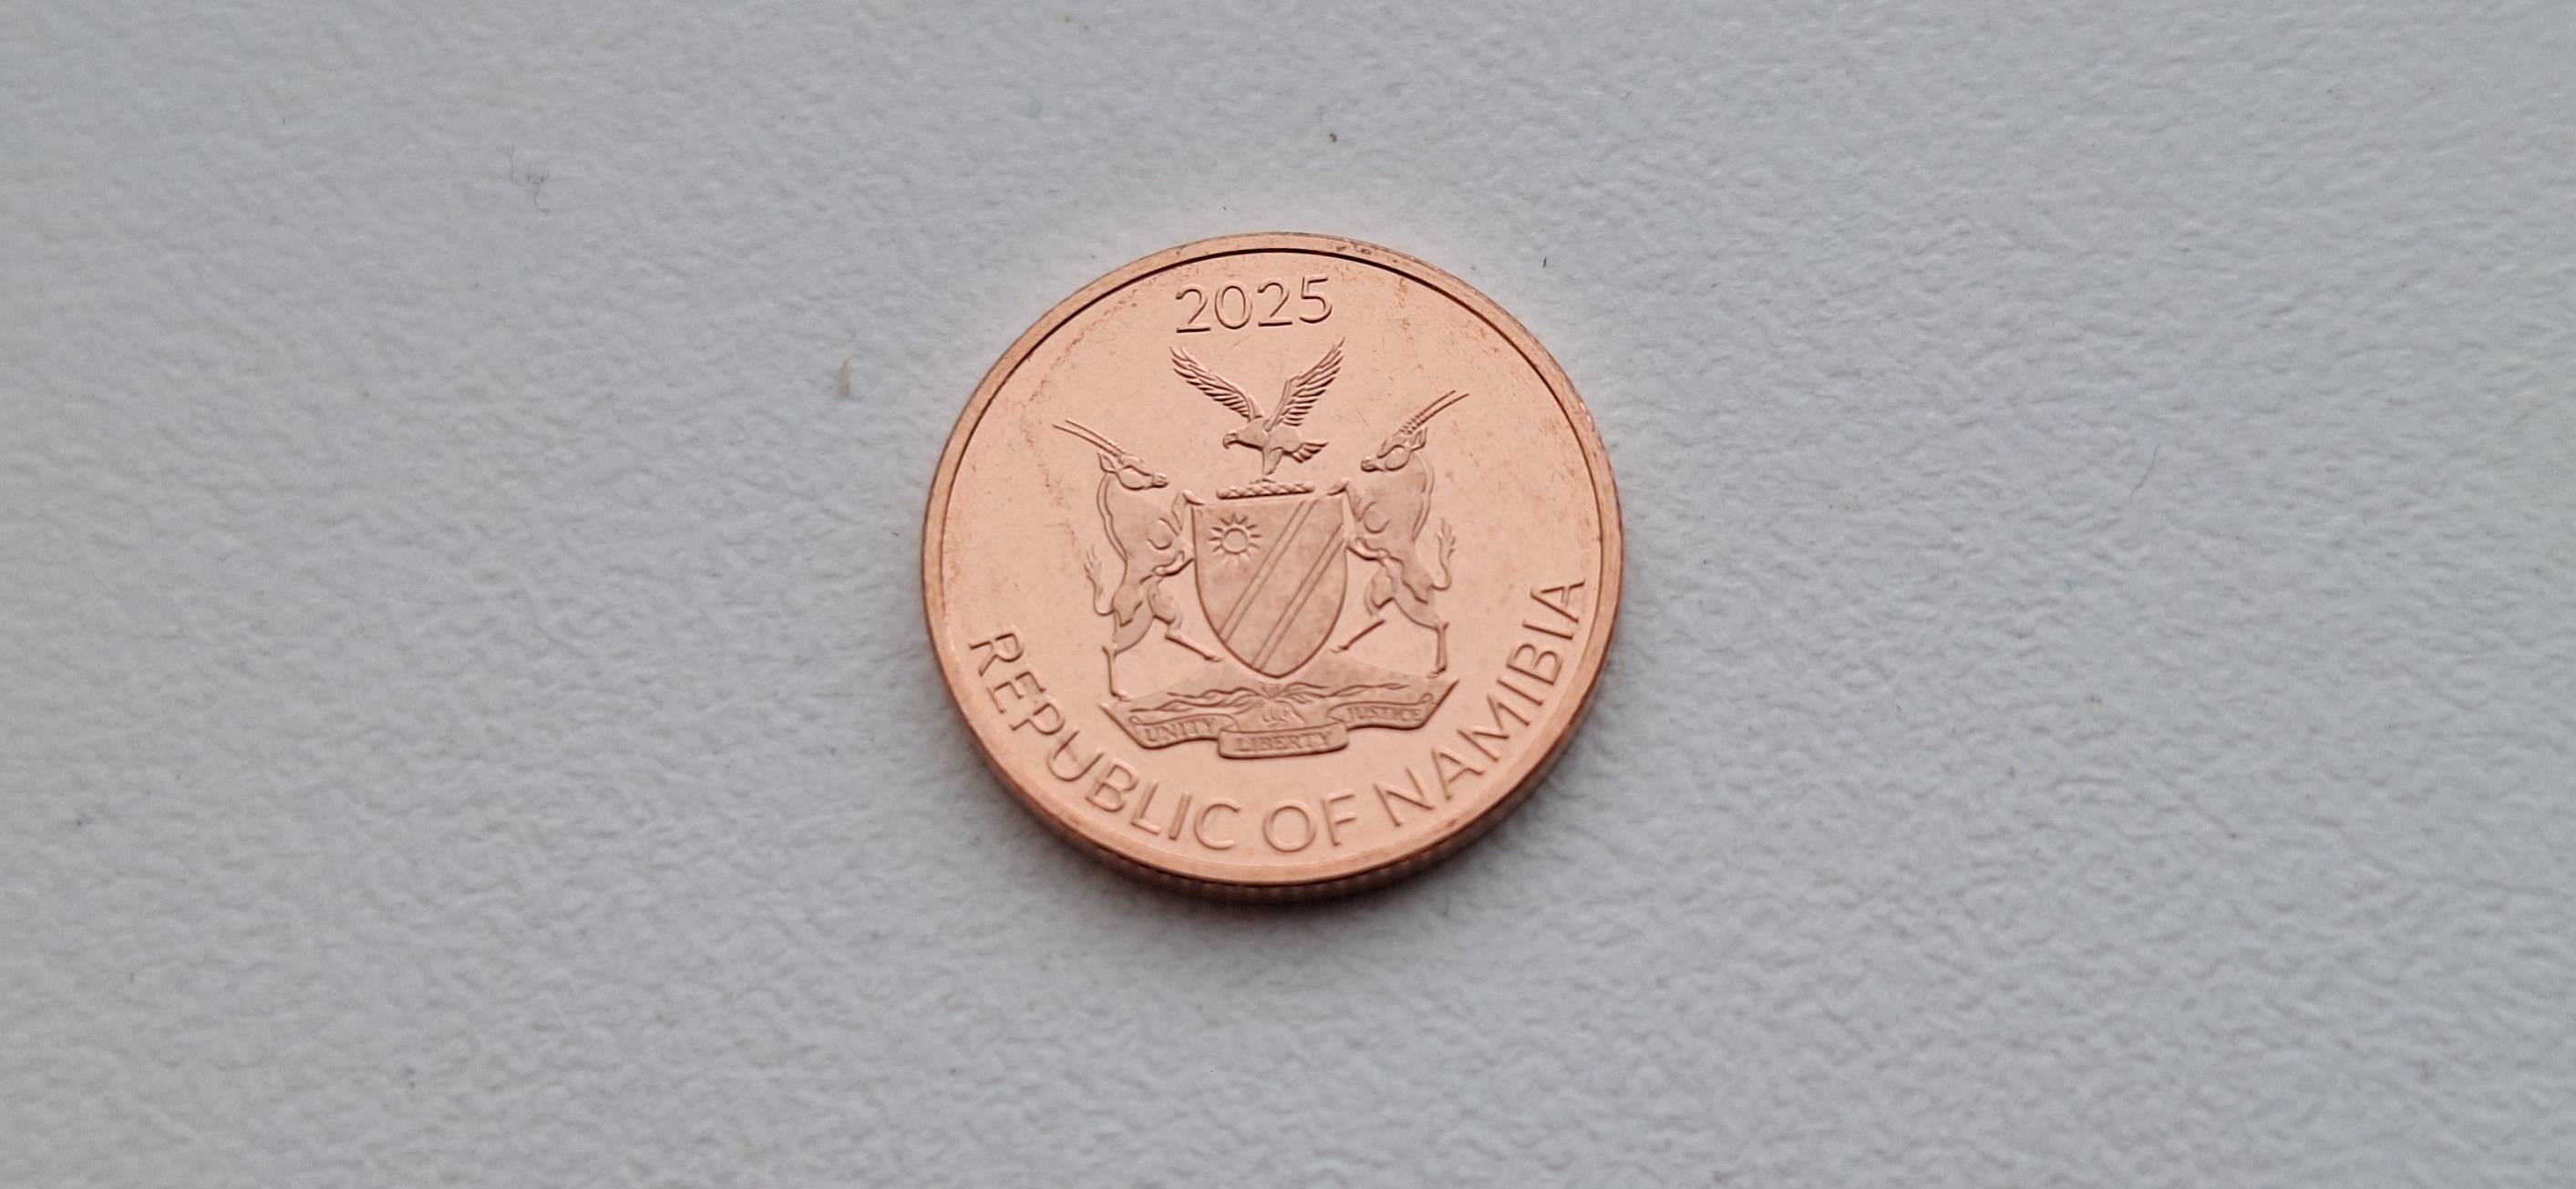 2025
UNITY LIBERTY JUSTICE
REPUBLIC OF NAMIBIA